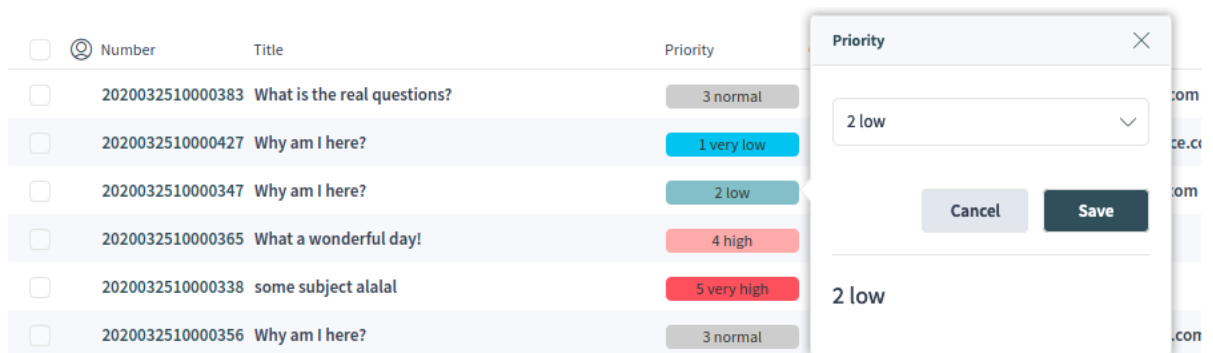 Number Title Priority
2020032510000383 What is the real questions? 3 normal
2020032510000427 Why am I here? 1 very low
2020032510000347 Why am I here? 2 low
2020032510000365 What a wonderful day! 4 high
2020032510000338 some subject alalal 5 very high
2020032510000356 Why am I here? 3 normal
Priority
2 low
Cancel Save
2 low